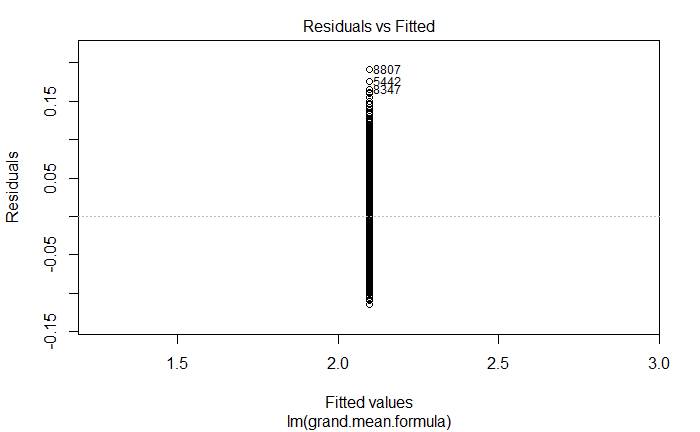 Residuals vs Fitted
8807
5442
8347
Residuals
0.15
0.05
-0.05
-0.15
1.5 2.0 2.5 3.0
Fitted values
lm(grand.mean.formula)